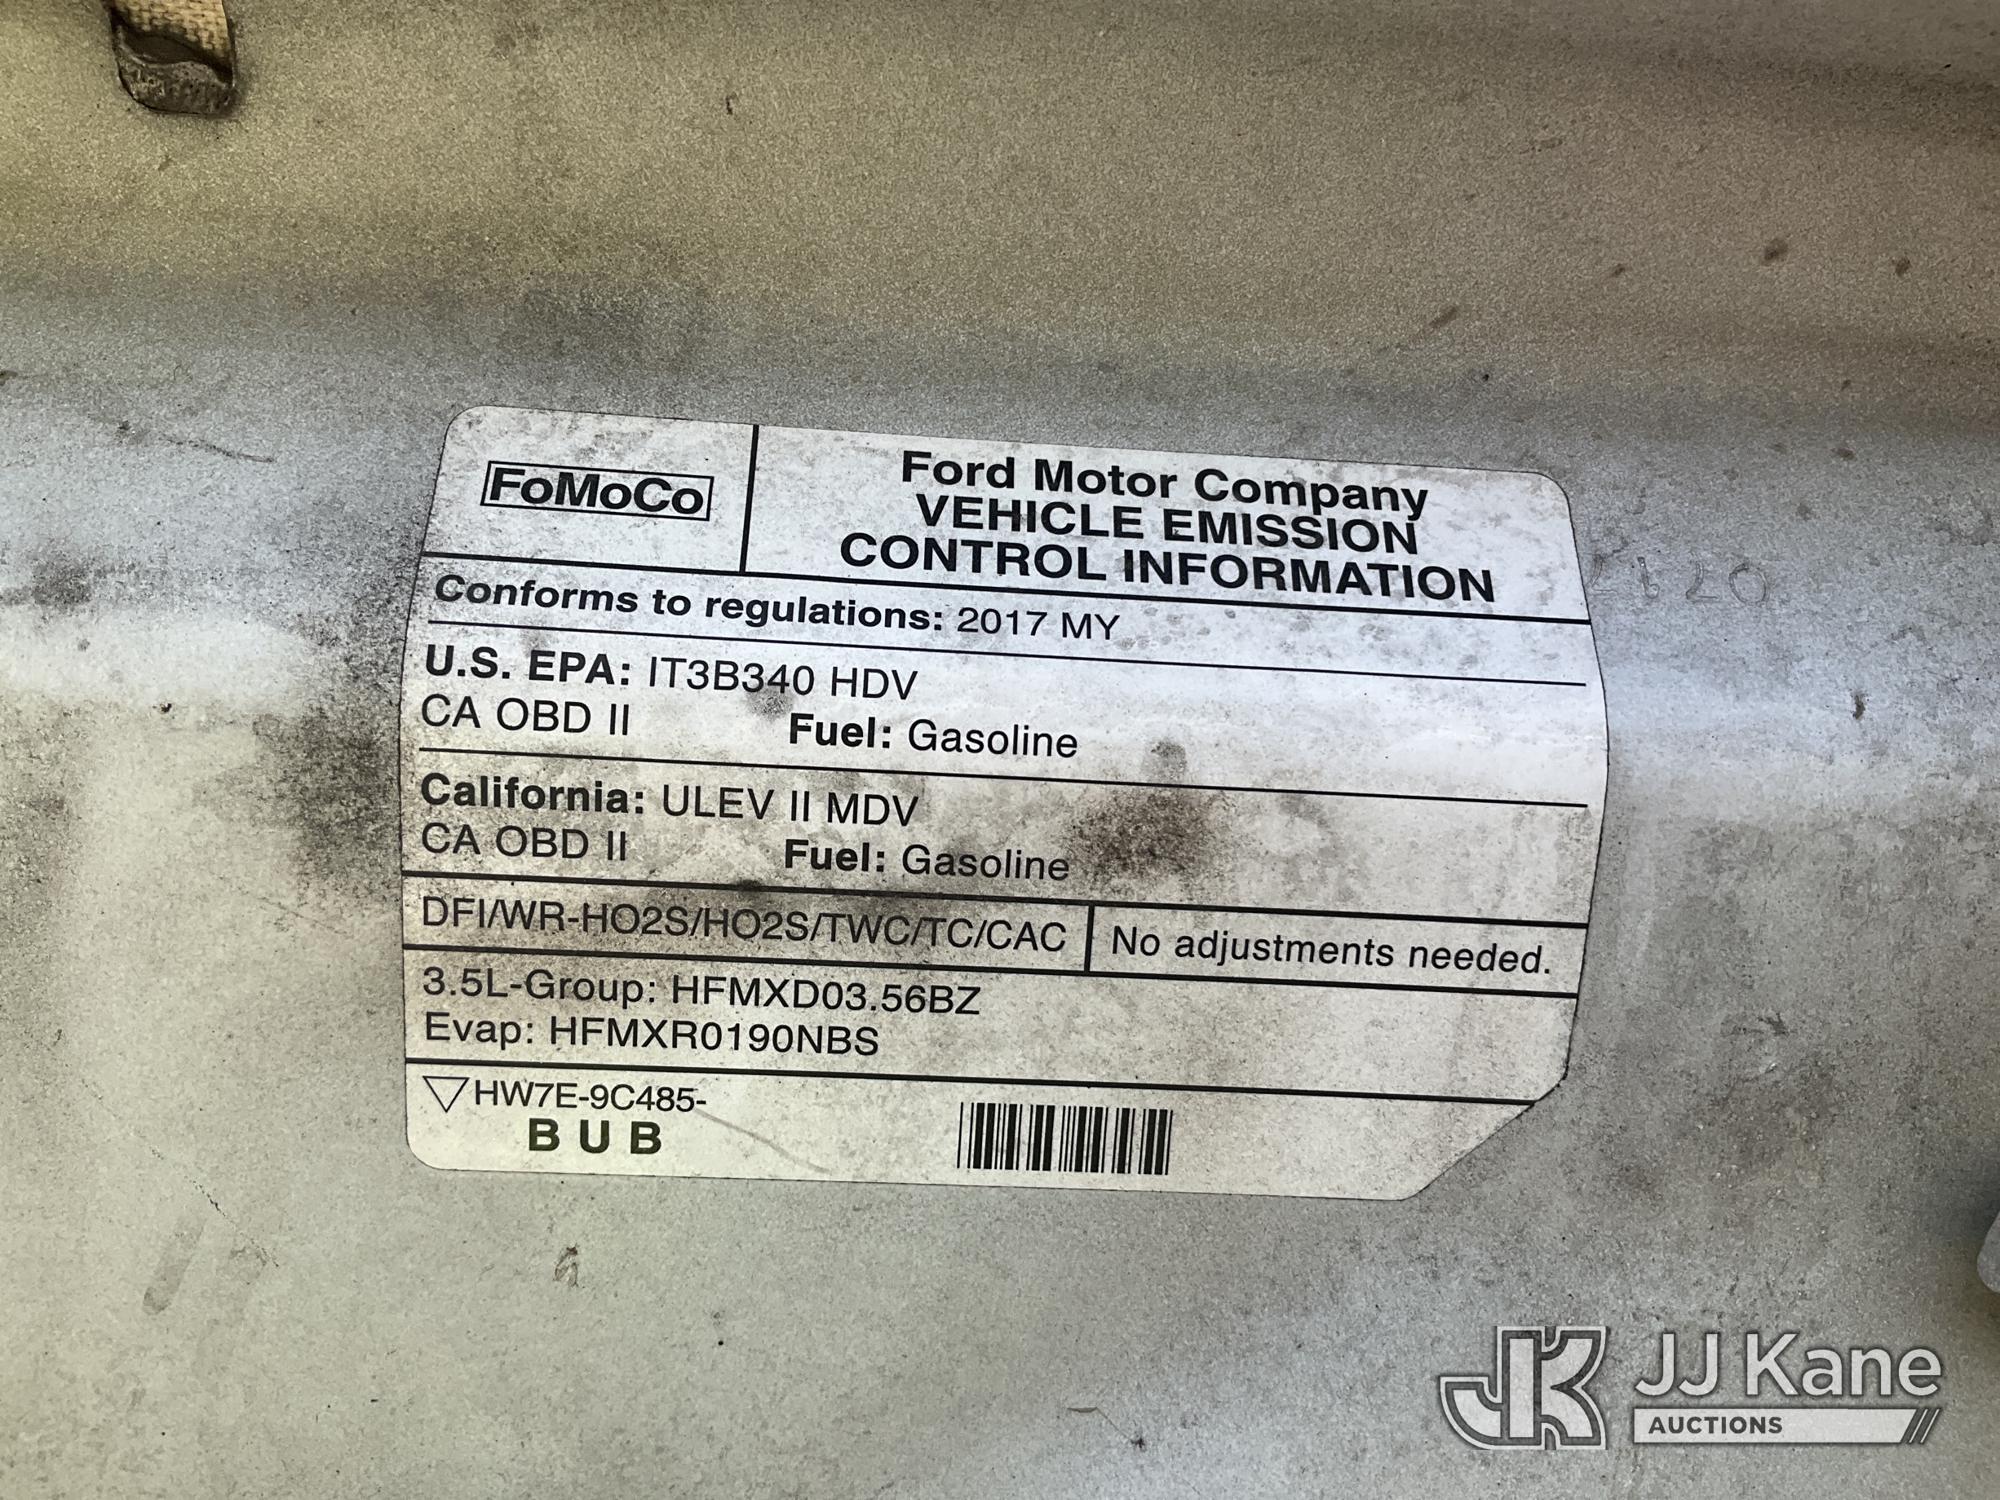 FoMoCo
Ford Motor Company
VEHICLE EMISSION
CONTROL INFORMATION
Conforms to regulations: 2017 MY
U.S. EPA: IT3B340 HDV
CA OBD II Fuel: Gasoline
California: ULEV II MDV
CA OBD II Fuel: Gasoline
DFI/WR-HO2S/HO2S/TWC/TC/CAC No adjustments needed.
3.5L-Group: HFMXD03.56BZ
Evap: HFMXR0190NBS
▽HW7E-9C485-
B U B
JK JJ Kane
AUCTIONS